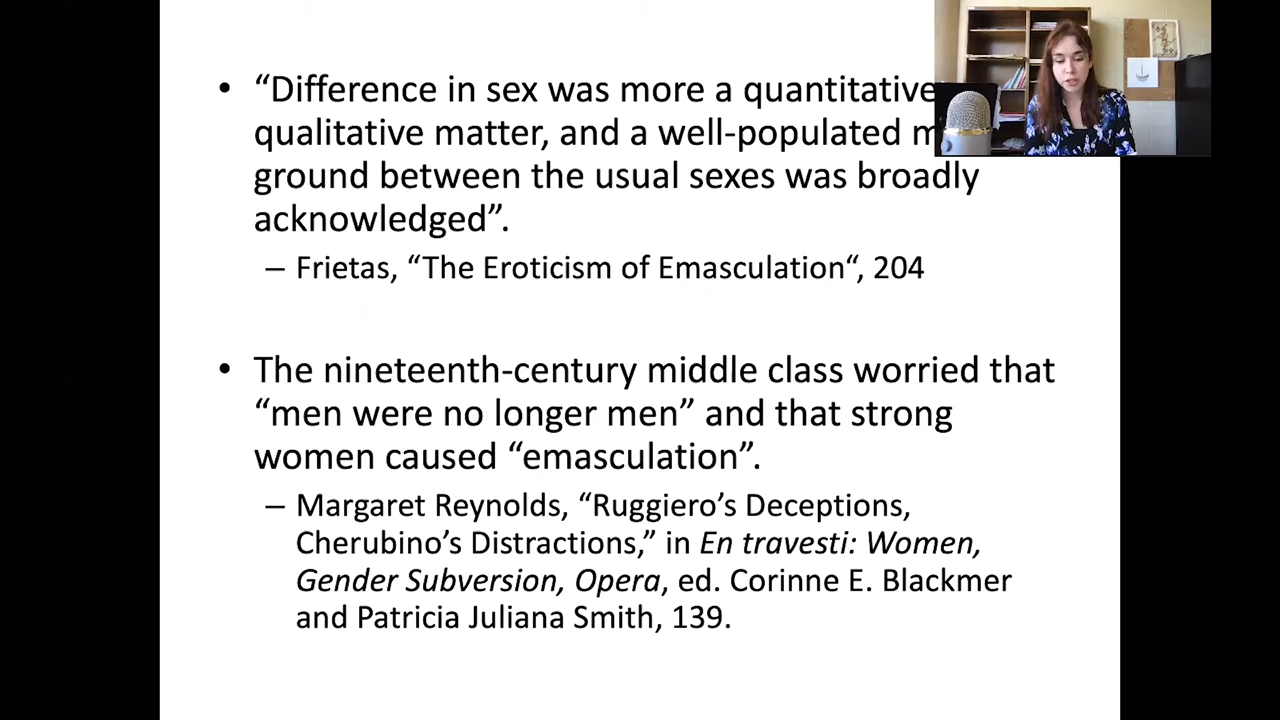 • “Difference in sex was more a quantitative
qualitative matter, and a well-populated
ground between the usual sexes was broadly
acknowledged”.
– Frietas, “The Eroticism of Emasculation“, 204
• The nineteenth-century middle class worried that
“men were no longer men” and that strong
women caused “emasculation”.
– Margaret Reynolds, “Ruggiero’s Deceptions,
Cherubino’s Distractions,” in En travesti: Women,
Gender Subversion, Opera, ed. Corinne E. Blackmer
and Patricia Juliana Smith, 139.